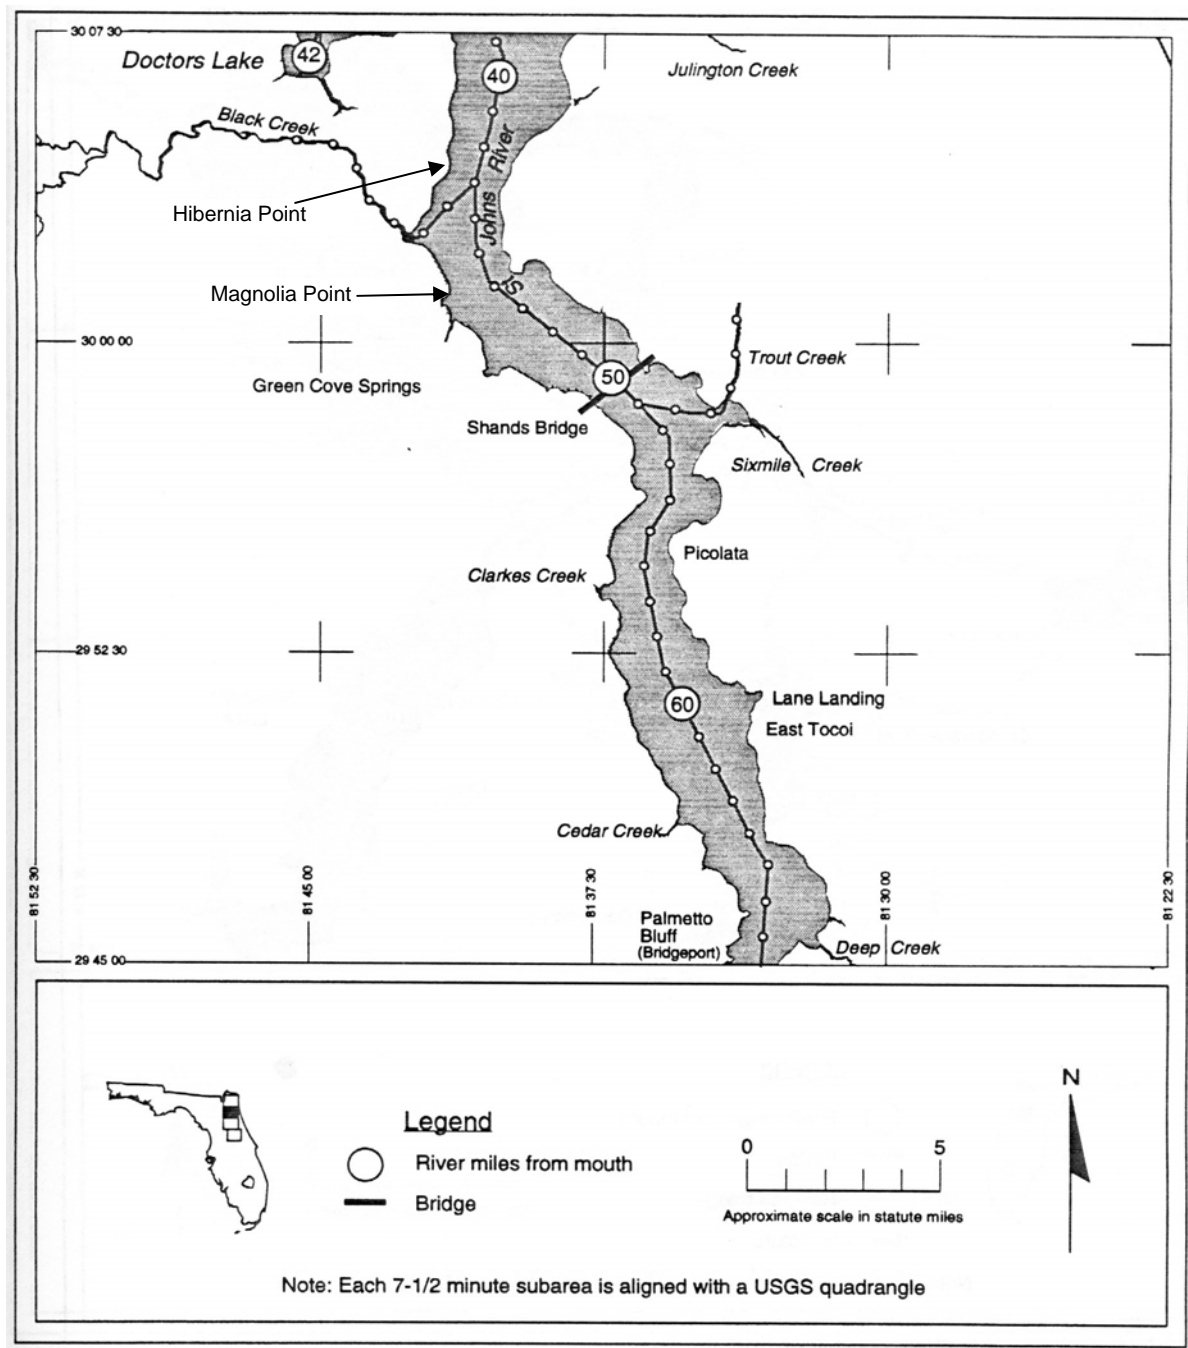 30 07 30
Doctors Lake
42
40
Julington Creek
Black Creek
Hibernia Point
St Johns River
Magnolia Point
30 00 00
Trout Creek
Green Cove Springs
50
Shands Bridge
Sixmile Creek
Picolata
Clarkes Creek
29 52 30
60
Lane Landing
East Tocoi
Cedar Creek
81 52 30
81 45 00
81 37 30
81 30 00
81 22 30
Palmetto
Bluff
(Bridgeport)
Deep Creek
29 45 00
N
Legend
River miles from mouth
Bridge
0 5
Approximate scale in statute miles
Note: Each 7-1/2 minute subarea is aligned with a USGS quadrangle